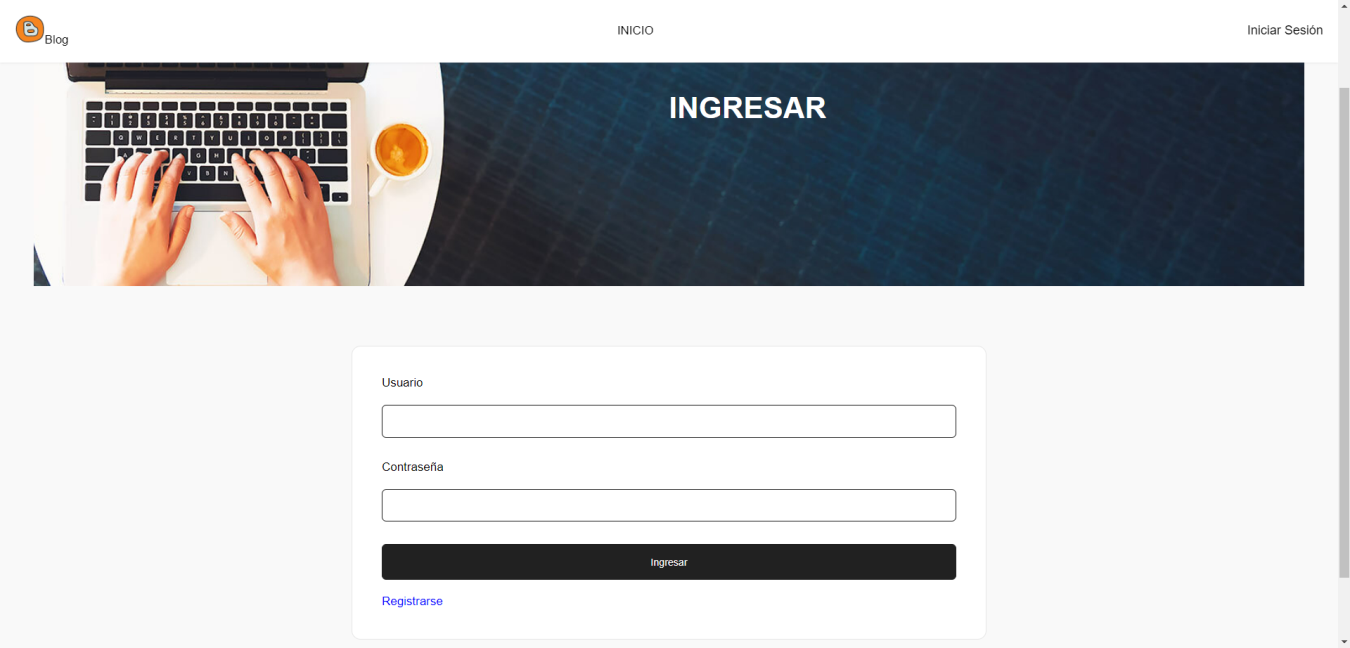 Blog
INICIO
Iniciar Sesión
INGRESAR
Usuario
Contraseña
Ingresar
Registrarse